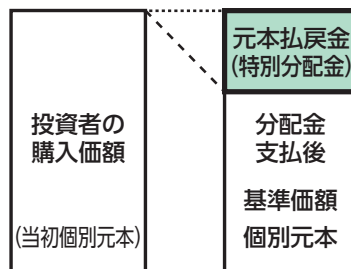 投資者の
購入価額
(当初個別元本)
元本払戻金
(特別分配金)
分配金
支払後
基準価額
個別元本